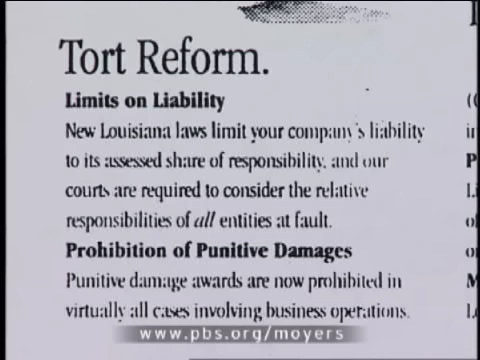 Tort Reform.
Limits on Liability
New Louisiana laws limit your company's liability
to its assessed share of responsibility, and our
courts are required to consider the relative
responsibilities of all entities at fault.
Prohibition of Punitive Damages
Punitive damage awards are now prohibited in
virtually all cases involving business operations.
www.pbs.org/moyers